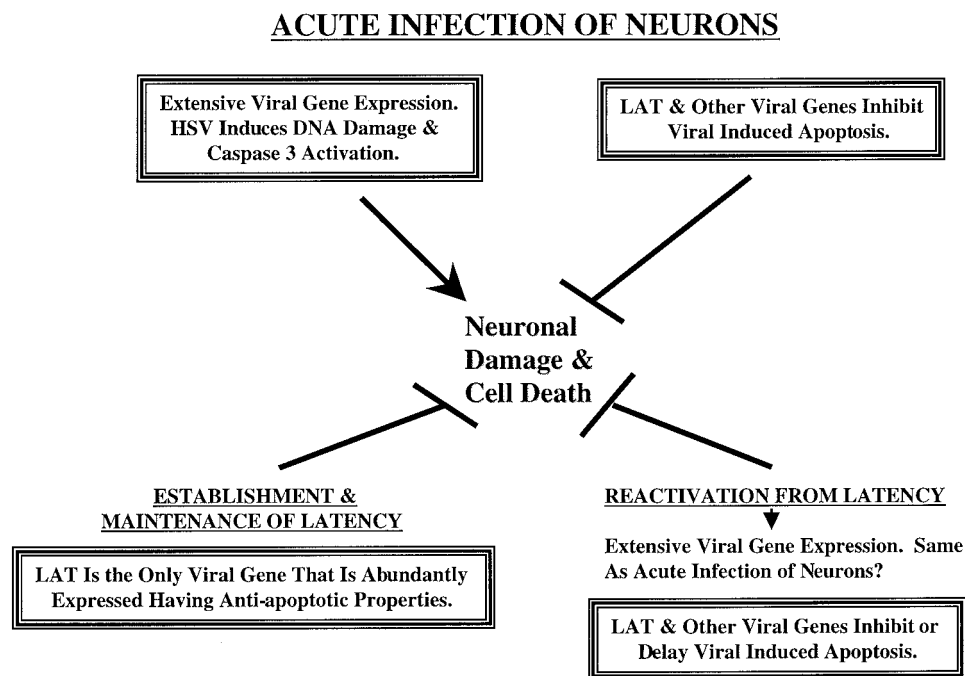 ACUTE INFECTION OF NEURONS
Extensive Viral Gene Expression.
HSV Induces DNA Damage &
Caspase 3 Activation.
LAT & Other Viral Genes Inhibit
Viral Induced Apoptosis.
Neuronal
Damage &
Cell Death
ESTABLISHMENT &
MAINTENANCE OF LATENCY
LAT Is the Only Viral Gene That Is Abundantly
Expressed Having Anti-apoptotic Properties.
REACTIVATION FROM LATENCY
Extensive Viral Gene Expression. Same
As Acute Infection of Neurons?
LAT & Other Viral Genes Inhibit or
Delay Viral Induced Apoptosis.